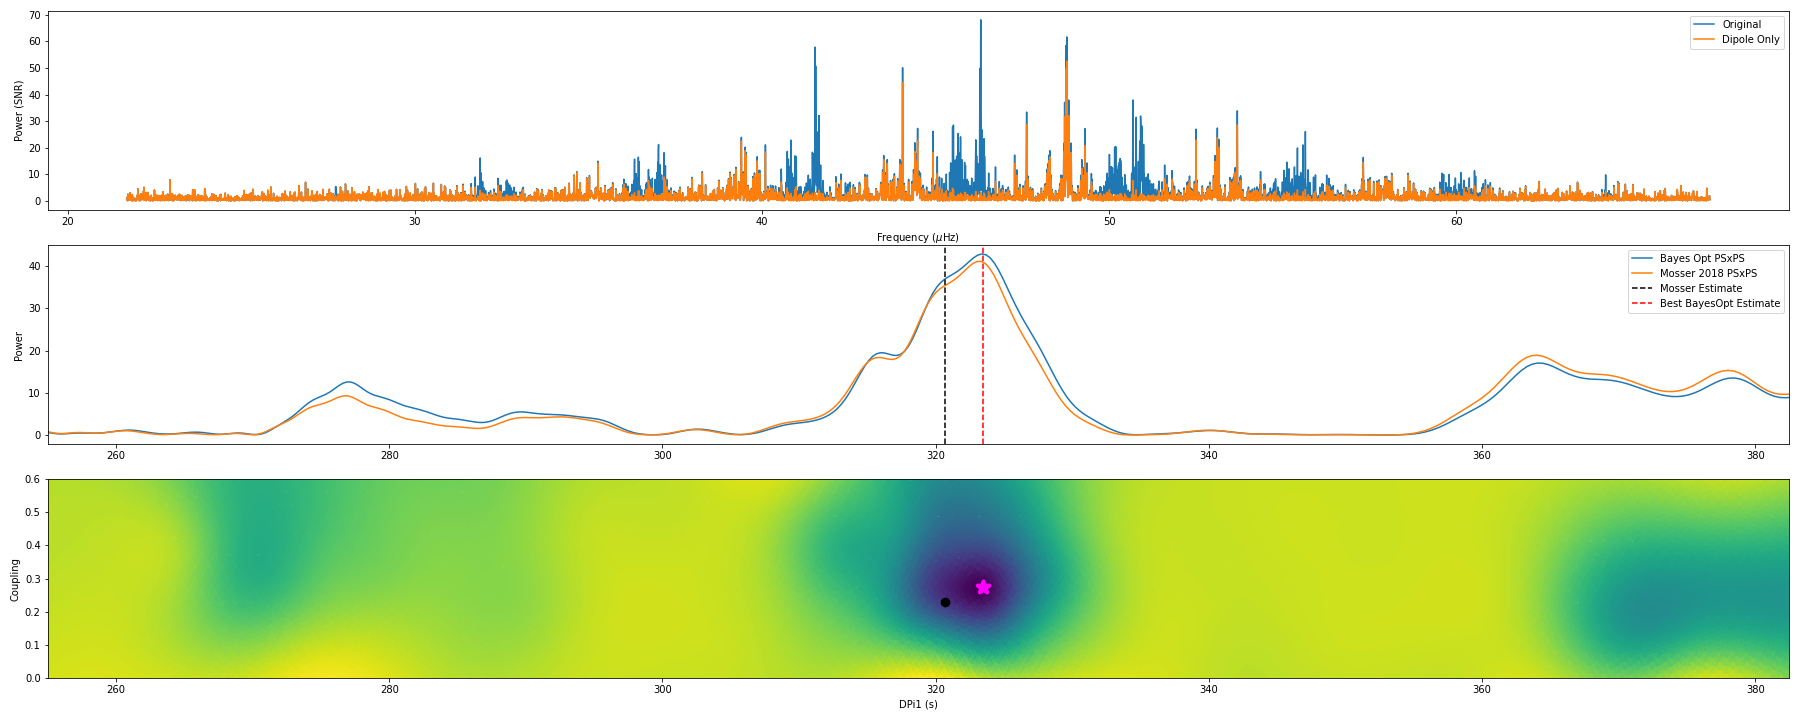 70
60
50
40
30
20
10
0
Power (SNR)
Original
Dipole Only
20 30 40 50 60
Frequency (μHz)
40
30
20
10
0
Power
Bayes Opt PSxPS
Mosser 2018 PSxPS
Mosser Estimate
Best BayesOpt Estimate
260 280 300 320 340 360 380
0.6
0.5
0.4
0.3
0.2
0.1
0.0
Coupling
260 280 300 320 340 360 380
DPi1 (s)